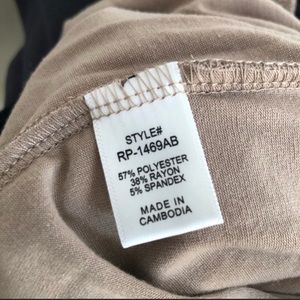 STYLE#
RP-1469AB
57% POLYESTER
38% RAYON
5% SPANDEX
MADE IN
CAMBODIA